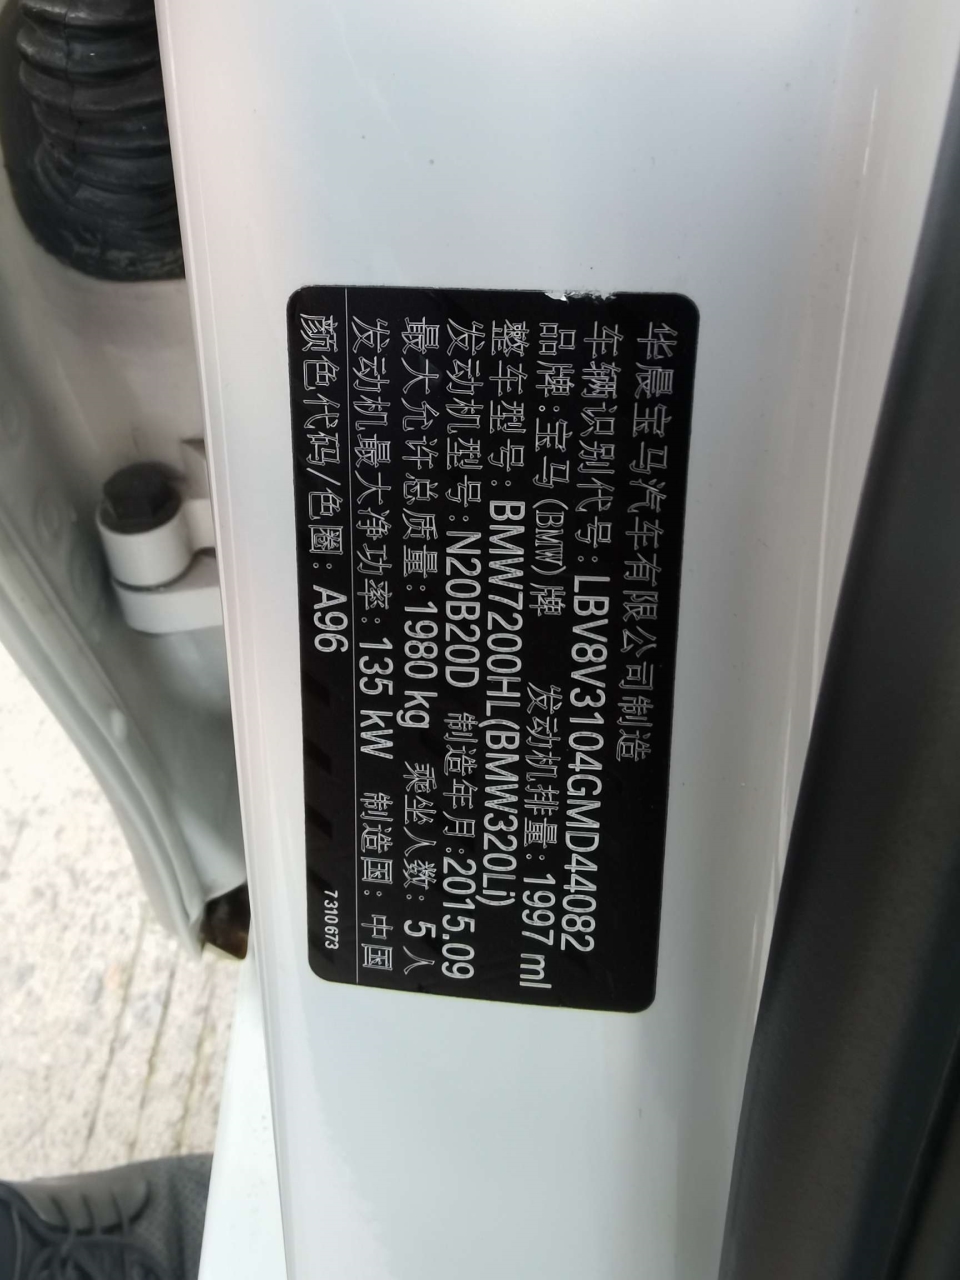 华晨宝马汽车有限公司制造
车辆识别代号:LBV8V3104GMD44082
品牌:宝马(BMW)牌 发动机排量:1997 ml
整车型号:BMW7200HL(BMW320Li)
发动机型号:N20B20D 制造年月:2015.09
最大允许总质量:1980 kg 乘坐人数:5人
发动机最大净功率:135 kW 制造国:中国
颜色代码/色圈:A96
7310673